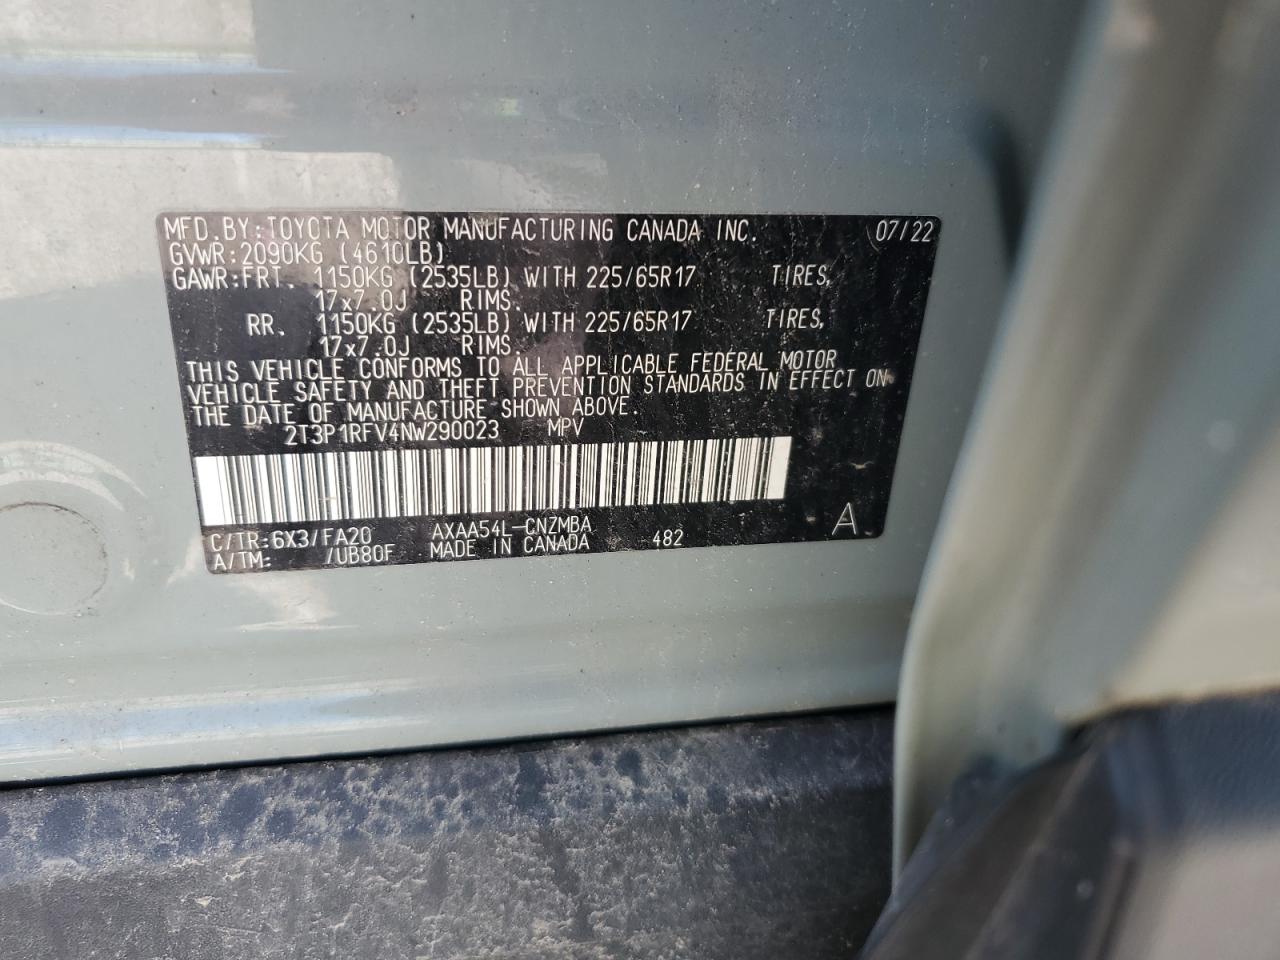 MFD.BY:TOYOTA MOTOR MANUFACTURING CANADA INC. 07/22
GVWR:2090KG (4610LB)
GAWR:FRT. 1150KG (2535LB) WITH 225/65R17 TIRES,
17x7.0J RIMS.
RR. 1150KG (2535LB) WITH 225/65R17 TIRES,
17x7.0J RIMS.
THIS VEHICLE CONFORMS TO ALL APPLICABLE FEDERAL MOTOR
VEHICLE SAFETY AND THEFT PREVENTION STANDARDS IN EFFECT ON
THE DATE OF MANUFACTURE SHOWN ABOVE.
2T3P1RFV4NW290023 MPV
C/TR:6X3/FA20 AXAA54L-CNZMBA A
A/TM: /UB80F MADE IN CANADA 482